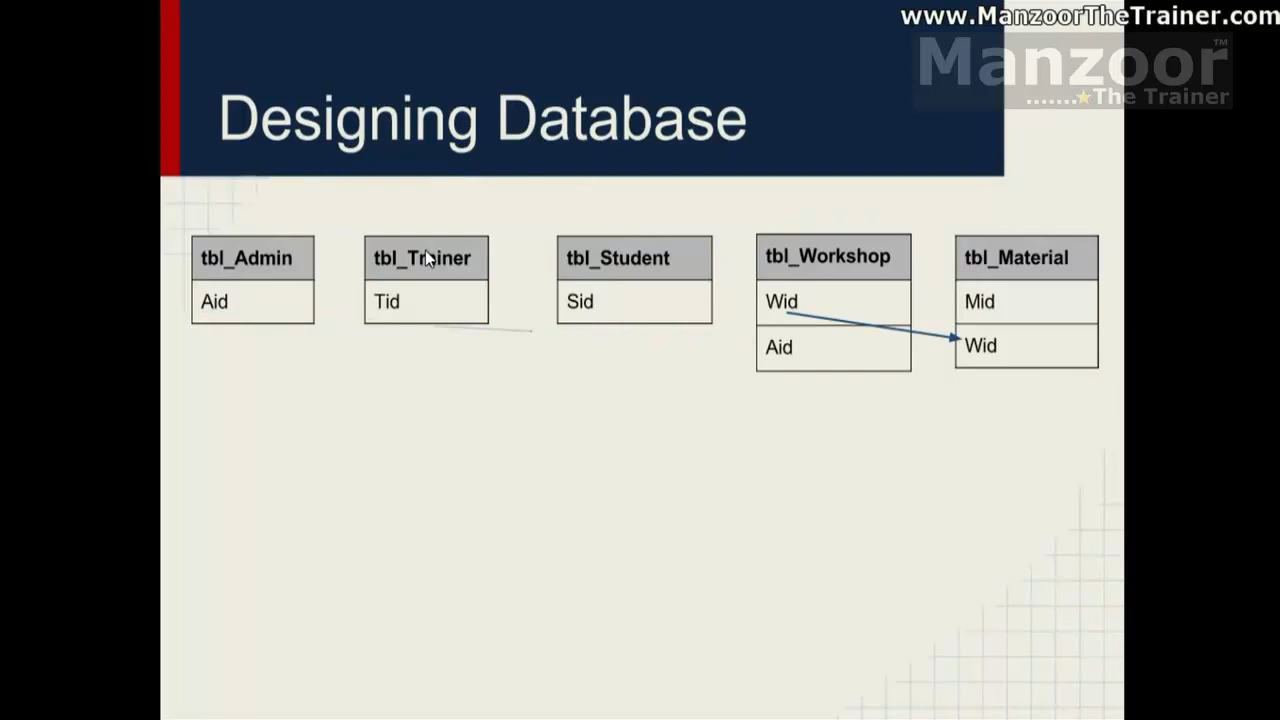 www.ManzoorTheTrainer.com
Manzoor™
.......★The Trainer
Designing Database
tbl_Admin
Aid
tbl_Trainer
Tid
tbl_Student
Sid
tbl_Workshop
Wid
Aid
tbl_Material
Mid
Wid